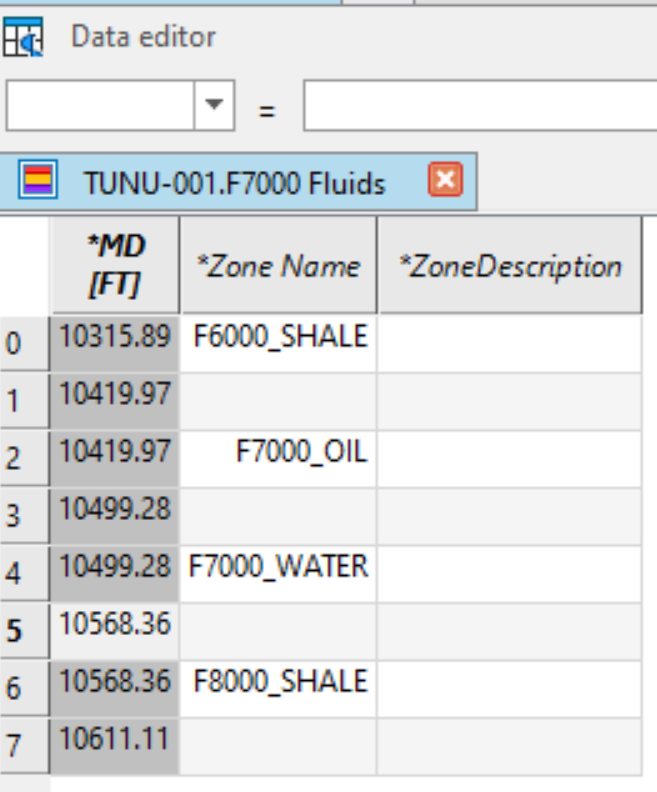 Data editor
=
TUNU-001.F7000 Fluids
*MD [FT] *Zone Name *ZoneDescription
0 10315.89 F6000_SHALE
1 10419.97
2 10419.97 F7000_OIL
3 10499.28
4 10499.28 F7000_WATER
5 10568.36
6 10568.36 F8000_SHALE
7 10611.11